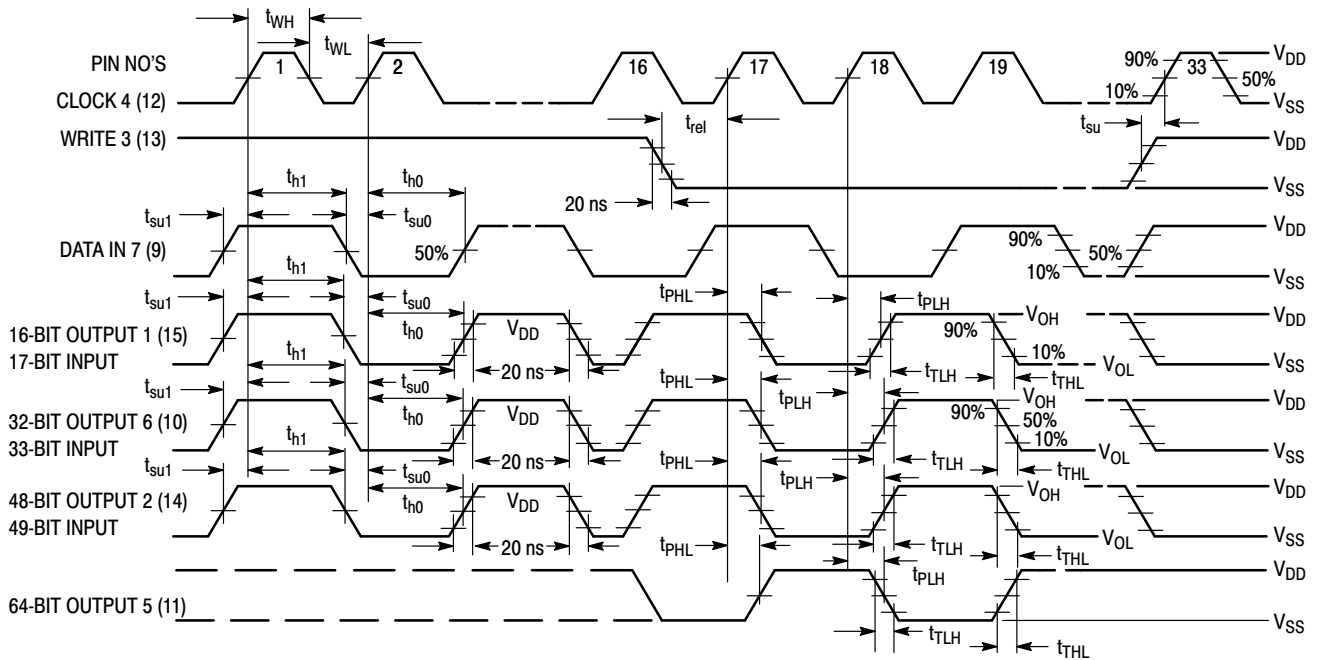 tWH
tWL
PIN NO'S
1
2
16
17
18
19
90%
33
VDD
50%
CLOCK 4 (12)
10%
VSS
WRITE 3 (13)
trel
tsu
VDD
20 ns
VSS
th1
th0
tsu1
tsu0
DATA IN 7 (9)
50%
90%
50%
10%
VDD
VSS
th1
tsu1
tsu0
th0
tPHL
tPLH
16-BIT OUTPUT 1 (15)
17-BIT INPUT
VDD
90%
VOH
VDD
10%
VOL
VSS
th1
20 ns
tTLH
tTHL
tsu1
tsu0
th0
tPHL
tPLH
32-BIT OUTPUT 6 (10)
33-BIT INPUT
VDD
90%
VOH
50%
10%
VDD
VOL
VSS
th1
20 ns
tTLH
tTHL
tsu1
tsu0
th0
tPHL
tPLH
48-BIT OUTPUT 2 (14)
49-BIT INPUT
VDD
VOH
VDD
VOL
VSS
20 ns
tPHL
tTLH
tTHL
tPLH
VDD
64-BIT OUTPUT 5 (11)
VSS
tTLH
tTHL